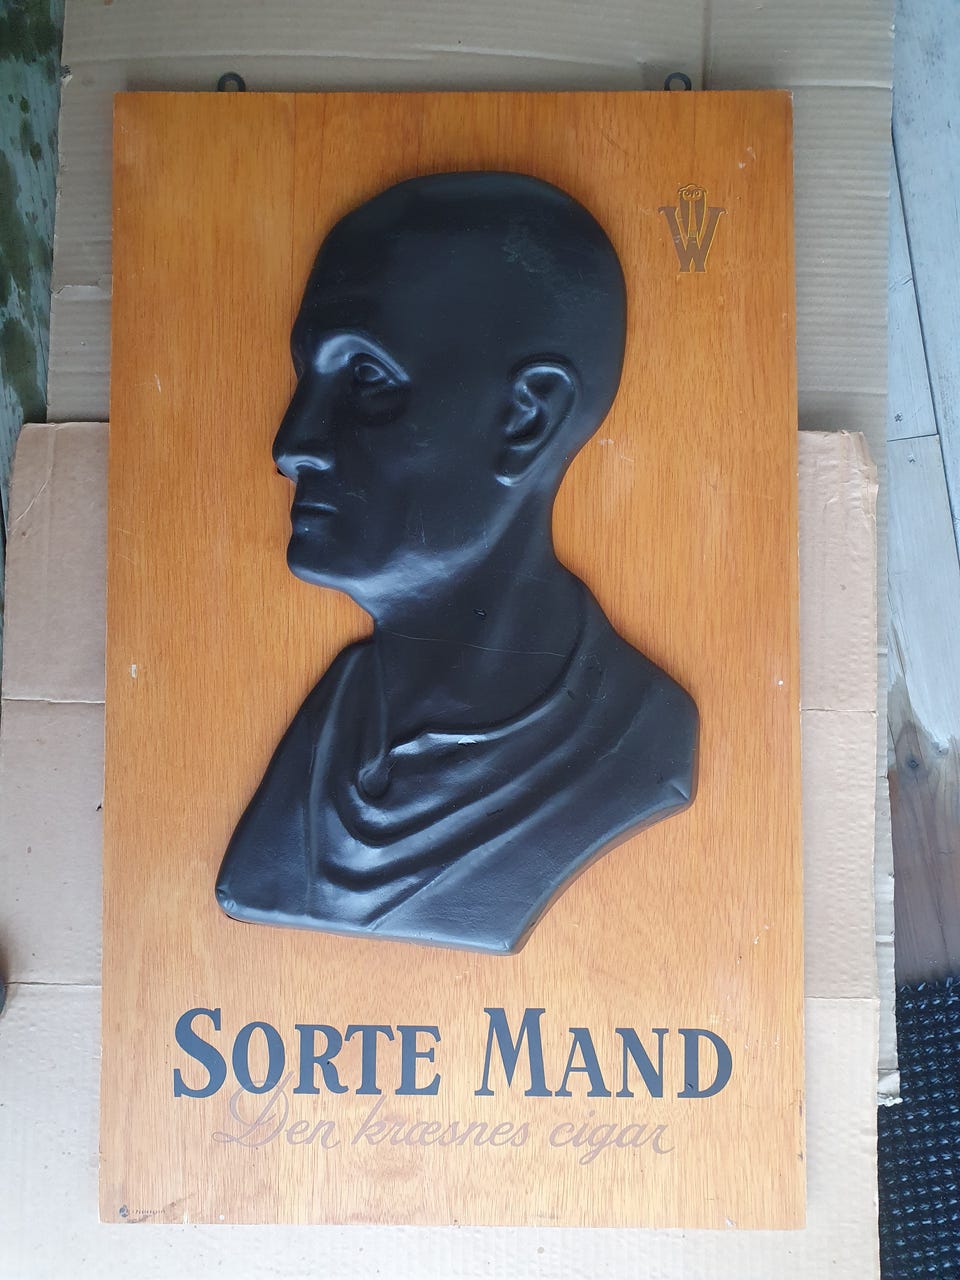 W
SORTE MAND
Den kræsnes cigar